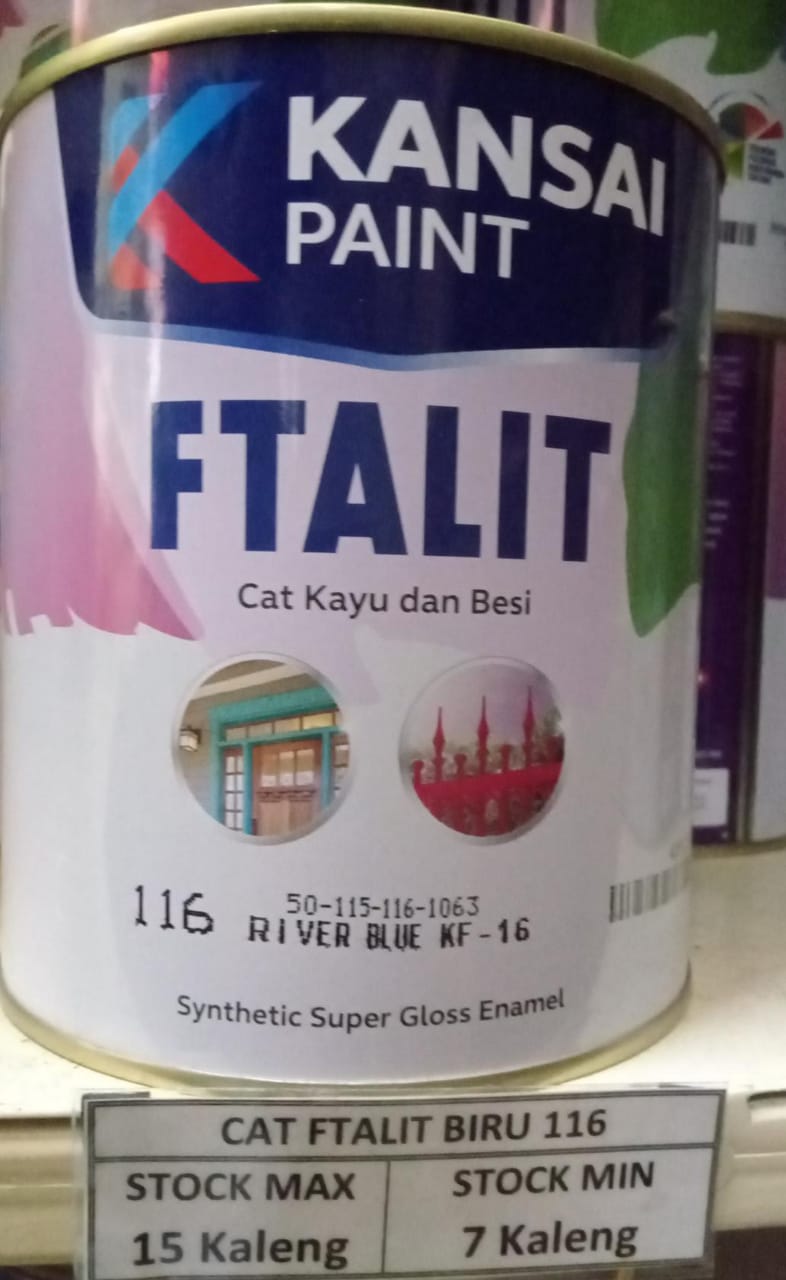 KANSAI
PAINT
FTALIT
Cat Kayu dan Besi
116
50-115-116-1063
RIVER BLUE KF-16
Synthetic Super Gloss Enamel
CAT FTALIT BIRU 116
STOCK MAX
STOCK MIN
15 Kaleng
7 Kaleng